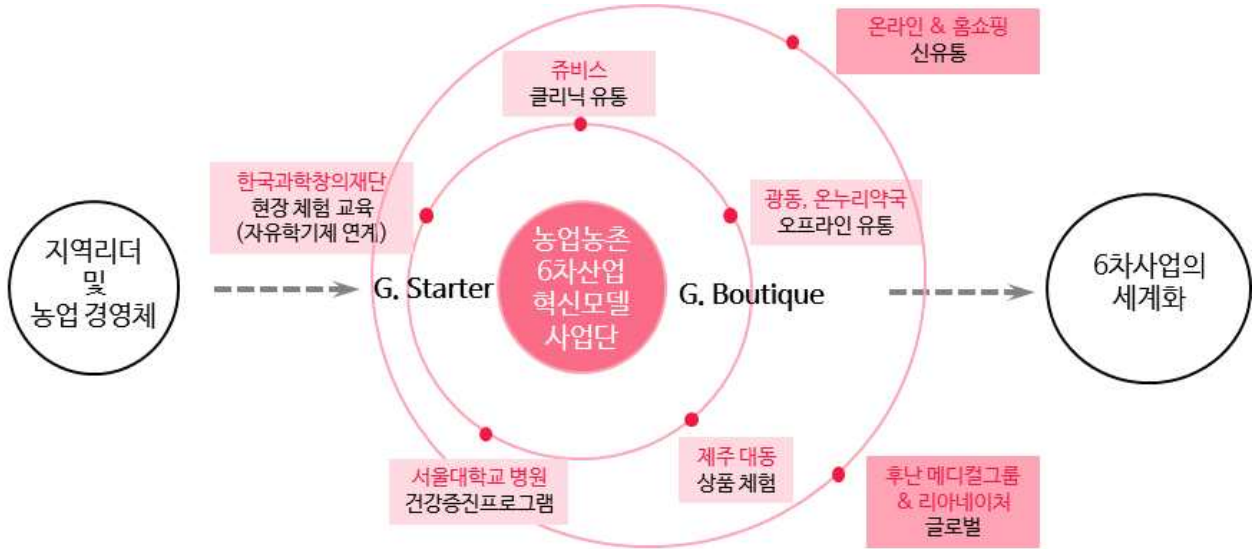 온라인 & 홈쇼핑
신유통
쥬비스
클리닉 유통
한국과학창의재단
현장 체험 교육
(자유학기제 연계)
광동, 온누리약국
오프라인 유통
지역리더
및
농업 경영체
G. Starter
농업농촌
6차산업
혁신모델
사업단
G. Boutique
6차사업의
세계화
서울대학교 병원
건강증진프로그램
제주 대동
상품 체험
후난 메디컬그룹
& 리아네이처
글로벌